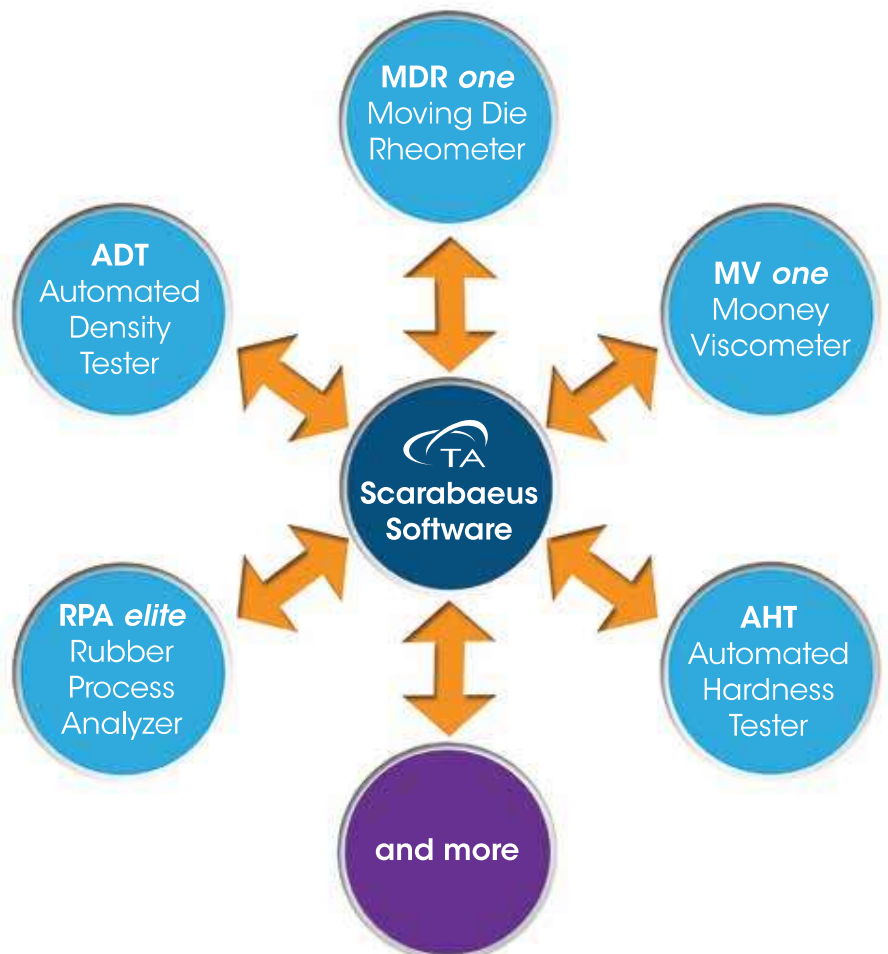 MDR one
Moving Die
Rheometer
ADT
Automated
Density
Tester
MV one
Mooney
Viscometer
TA
Scarabaeus
Software
RPA elite
Rubber
Process
Analyzer
AHT
Automated
Hardness
Tester
and more